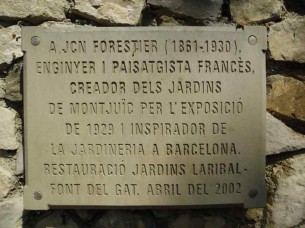 A JCN FORESTIER (1861-1930),
ENGINYER I PAISATGISTA FRANCÈS,
CREADOR DELS JARDINS
DE MONTJUÏC PER L'EXPOSICIÓ
DE 1929 I INSPIRADOR DE
LA JARDINERIA A BARCELONA.
RESTAURACIÓ JARDINS LARIBAL-
FONT DEL GAT. ABRIL DEL 2002